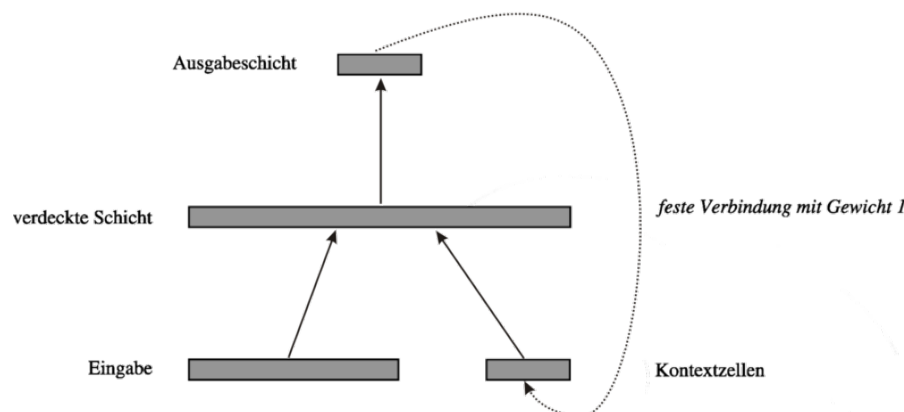 Ausgabeschicht
verdeckte Schicht
feste Verbindung mit Gewicht 1
Eingabe
Kontextzellen